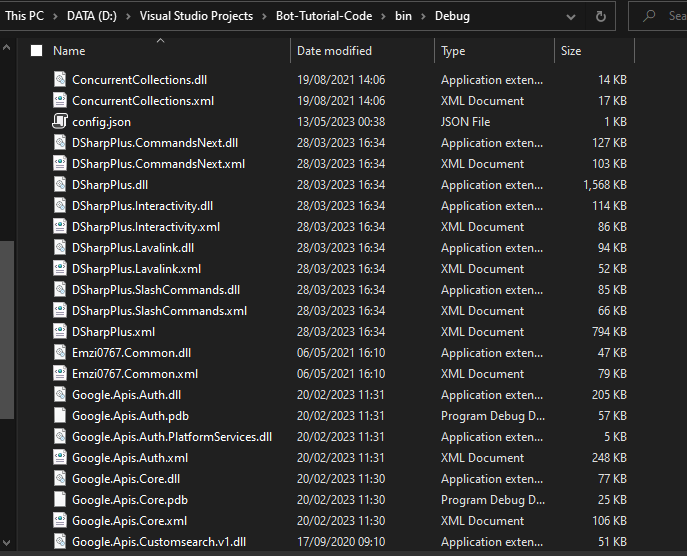 This PC > DATA (D:) > Visual Studio Projects > Bot-Tutorial-Code > bin > Debug Sea
Name Date modified Type Size
ConcurrentCollections.dll 19/08/2021 14:06 Application exten... 14 KB
ConcurrentCollections.xml 19/08/2021 14:06 XML Document 17 KB
config.json 13/05/2023 00:38 JSON File 1 KB
DSharpPlus.CommandsNext.dll 28/03/2023 16:34 Application exten... 127 KB
DSharpPlus.CommandsNext.xml 28/03/2023 16:34 XML Document 103 KB
DSharpPlus.dll 28/03/2023 16:34 Application exten... 1,568 KB
DSharpPlus.Interactivity.dll 28/03/2023 16:34 Application exten... 114 KB
DSharpPlus.Interactivity.xml 28/03/2023 16:34 XML Document 86 KB
DSharpPlus.Lavalink.dll 28/03/2023 16:34 Application exten... 94 KB
DSharpPlus.Lavalink.xml 28/03/2023 16:34 XML Document 52 KB
DSharpPlus.SlashCommands.dll 28/03/2023 16:34 Application exten... 85 KB
DSharpPlus.SlashCommands.xml 28/03/2023 16:34 XML Document 66 KB
DSharpPlus.xml 28/03/2023 16:34 XML Document 794 KB
Emzi0767.Common.dll 06/05/2021 16:10 Application exten... 47 KB
Emzi0767.Common.xml 06/05/2021 16:10 XML Document 79 KB
Google.Apis.Auth.dll 20/02/2023 11:31 Application exten... 205 KB
Google.Apis.Auth.pdb 20/02/2023 11:31 Program Debug D... 57 KB
Google.Apis.Auth.PlatformServices.dll 20/02/2023 11:31 Application exten... 5 KB
Google.Apis.Auth.xml 20/02/2023 11:31 XML Document 248 KB
Google.Apis.Core.dll 20/02/2023 11:30 Application exten... 77 KB
Google.Apis.Core.pdb 20/02/2023 11:30 Program Debug D... 25 KB
Google.Apis.Core.xml 20/02/2023 11:30 XML Document 106 KB
Google.Apis.Customsearch.v1.dll 17/09/2020 09:10 Application exten... 51 KB